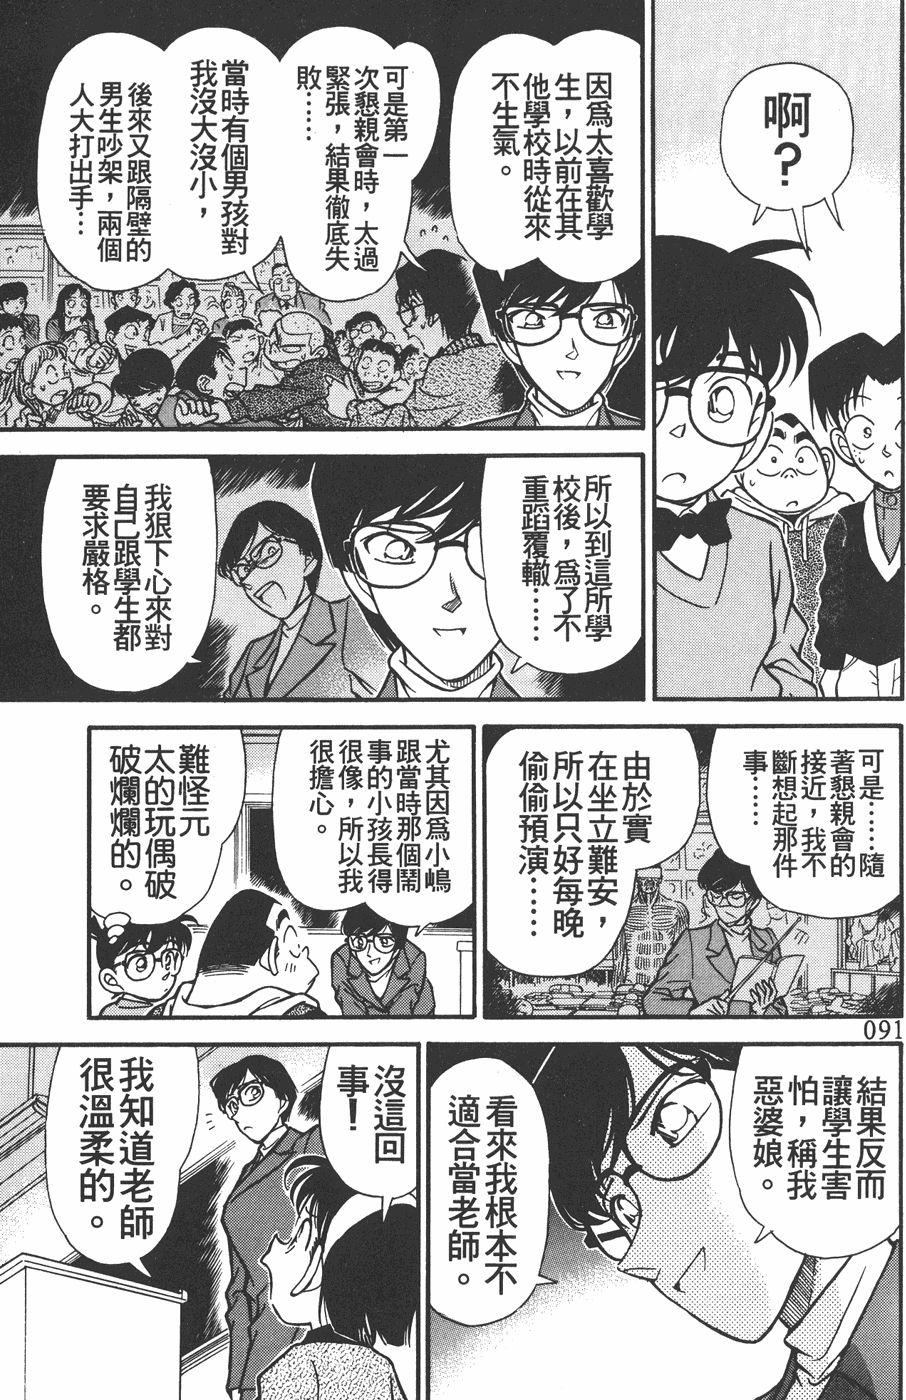 啊？
因爲太喜歡學
生，以前在其
他學校時從來
不生氣。
可是第一
次懇親會時，太過
緊張，結果徹底失
敗……
當時有個男孩對
我沒大沒小，
後來又跟隔壁的
男生吵架，兩個
人大打出手…
所以到這所學
校後，爲了不
重蹈覆轍……
我狠下心來對
自己跟學生都
要求嚴格。
可是……隨
著懇親會的
接近，我不
斷想起那件
事……
由於實
在坐立難安，
所以只好每晚
偷偷預演……
尤其因爲小嶋
跟當時那個鬧
事的小孩長得
很像，所以我
很擔心。
難怪元
太的玩偶破
破爛爛的。
091
結果反而
讓學生害
怕，稱我
惡婆娘。
看來我根本不
適合當老師。
沒這回
事！
我知道老師
很溫柔的。